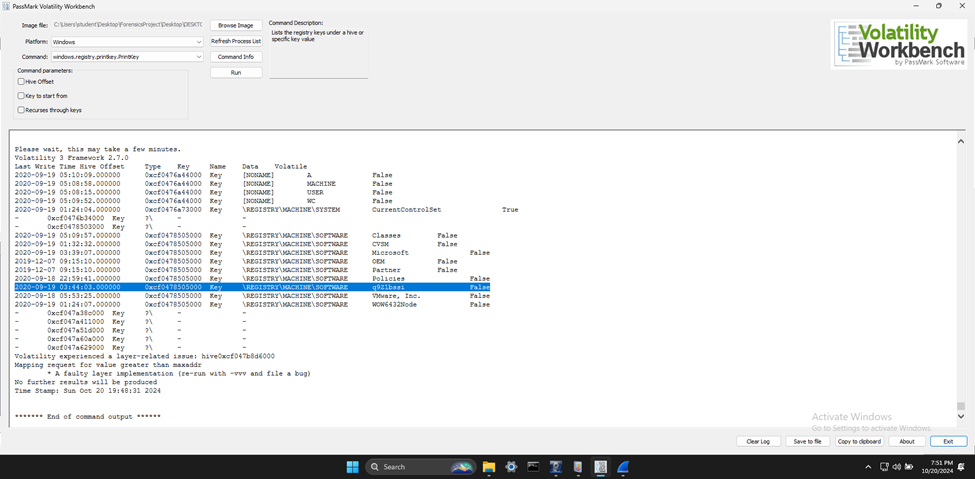 PassMark Volatility Workbench
Image file: C:\Users\student\Desktop\ForensicsProject\Desktop\DESKTO Browse Image
Platform: Windows Refresh Process List
Command: windows.registry.printkey.PrintKey Command Info
Run
Command parameters:
Hive Offset
Key to start from
Recurses through keys
Command Description:
Lists the registry keys under a hive or
specific key value
Volatility
Workbench
by PassMark Software
Please wait, this may take a few minutes.
Volatility 3 Framework 2.7.0
Last Write Time Hive Offset Type Key Name Data Volatile
2020-09-19 05:10:09.000000 0xcf0476a44000 Key [NONAME] A False
2020-09-19 05:08:58.000000 0xcf0476a44000 Key [NONAME] MACHINE False
2020-09-19 05:08:15.000000 0xcf0476a44000 Key [NONAME] USER False
2020-09-19 05:08:52.000000 0xcf0476a44000 Key [NONAME] WC False
2020-09-19 01:24:04.000000 0xcf0476a73000 Key \REGISTRY\MACHINE\SYSTEM CurrentControlSet True
- 0xcf0476b34000 Key ?\ - -
- 0xcf0478503000 Key ?\ - -
2020-09-19 05:09:57.000000 0xcf0478505000 Key \REGISTRY\MACHINE\SOFTWARE Classes False
2020-09-19 01:32:32.000000 0xcf0478505000 Key \REGISTRY\MACHINE\SOFTWARE CVSM False
2020-09-19 03:39:07.000000 0xcf0478505000 Key \REGISTRY\MACHINE\SOFTWARE Microsoft False
2019-12-07 09:15:10.000000 0xcf0478505000 Key \REGISTRY\MACHINE\SOFTWARE OEM False
2019-12-07 09:15:10.000000 0xcf0478505000 Key \REGISTRY\MACHINE\SOFTWARE Partner False
2020-09-18 22:59:41.000000 0xcf0478505000 Key \REGISTRY\MACHINE\SOFTWARE Policies False
2020-09-19 03:44:03.000000 0xcf0478505000 Key \REGISTRY\MACHINE\SOFTWARE False
2020-09-18 05:53:25.000000 0xcf0478505000 Key \REGISTRY\MACHINE\SOFTWARE VMware, Inc. False
2020-09-19 01:24:07.000000 0xcf0478505000 Key \REGISTRY\MACHINE\SOFTWARE WOW6432Node False
- 0xcf047a38c000 Key ?\ - -
- 0xcf047a411000 Key ?\ - -
- 0xcf047a51d000 Key ?\ - -
- 0xcf047a60a000 Key ?\ - -
- 0xcf047a629000 Key ?\ - -
Volatility experienced a layer-related issue: hive0xcf047b8d6000
Mapping request for value greater than maxaddr
* A faulty layer implementation (re-run with -vvv and file a bug)
No further results will be produced
Time Stamp: Sun Oct 20 19:48:31 2024
******* End of command output ******
Activate Windows
Go to Settings to activate Windows.
Clear Log Save to file Copy to clipboard About Exit
Search
7:51 PM
10/20/2024